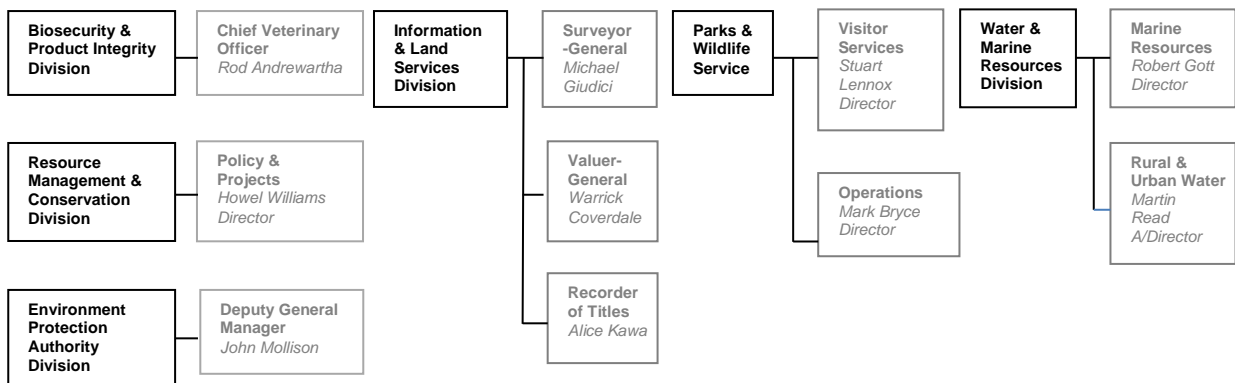 Biosecurity &
Product Integrity
Division
Chief Veterinary
Officer
Rod Andrewartha
Resource
Management &
Conservation
Division
Policy &
Projects
Howel Williams
Director
Environment
Protection
Authority
Division
Deputy General
Manager
John Mollison
Information
& Land
Services
Division
Surveyor
-General
Michael
Giudici
Valuer-
General
Warrick
Coverdale
Recorder
of Titles
Alice Kawa
Parks &
Wildlife
Service
Visitor
Services
Stuart
Lennox
Director
Operations
Mark Bryce
Director
Water &
Marine
Resources
Division
Marine
Resources
Robert Gott
Director
Rural &
Urban Water
Martin
Read
A/Director